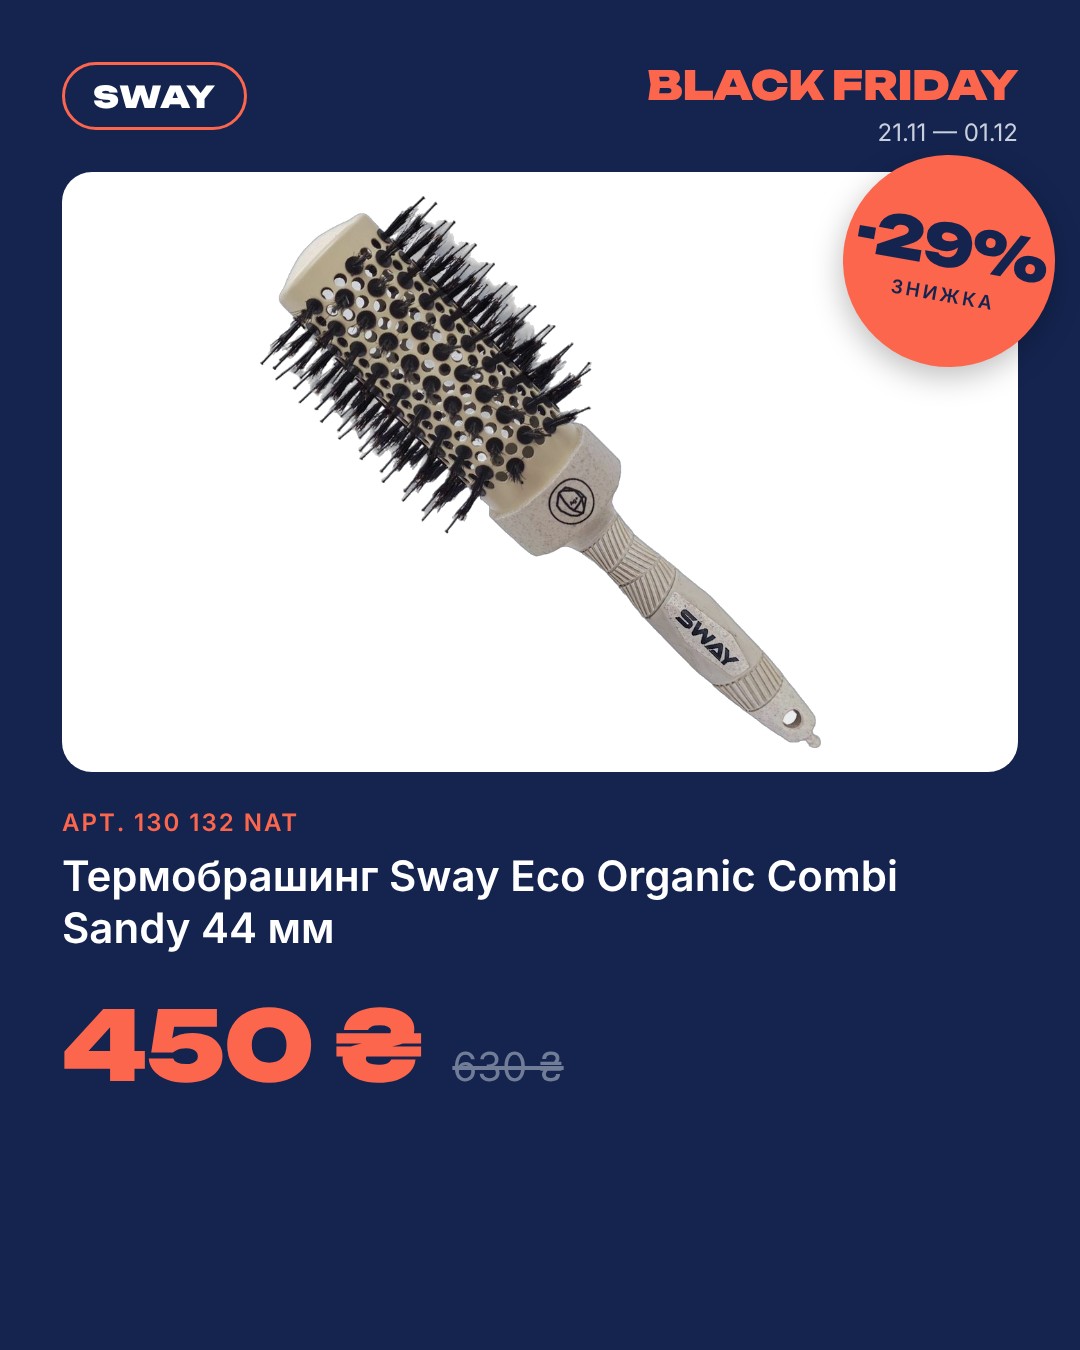 SWAY
BLACK FRIDAY
21.11 — 01.12
-29%
ЗНИЖКА
SWAY
АРТ. 130 132 NAT
Термобрашинг Sway Eco Organic Combi
Sandy 44 мм
450 ₴ 630 ₴